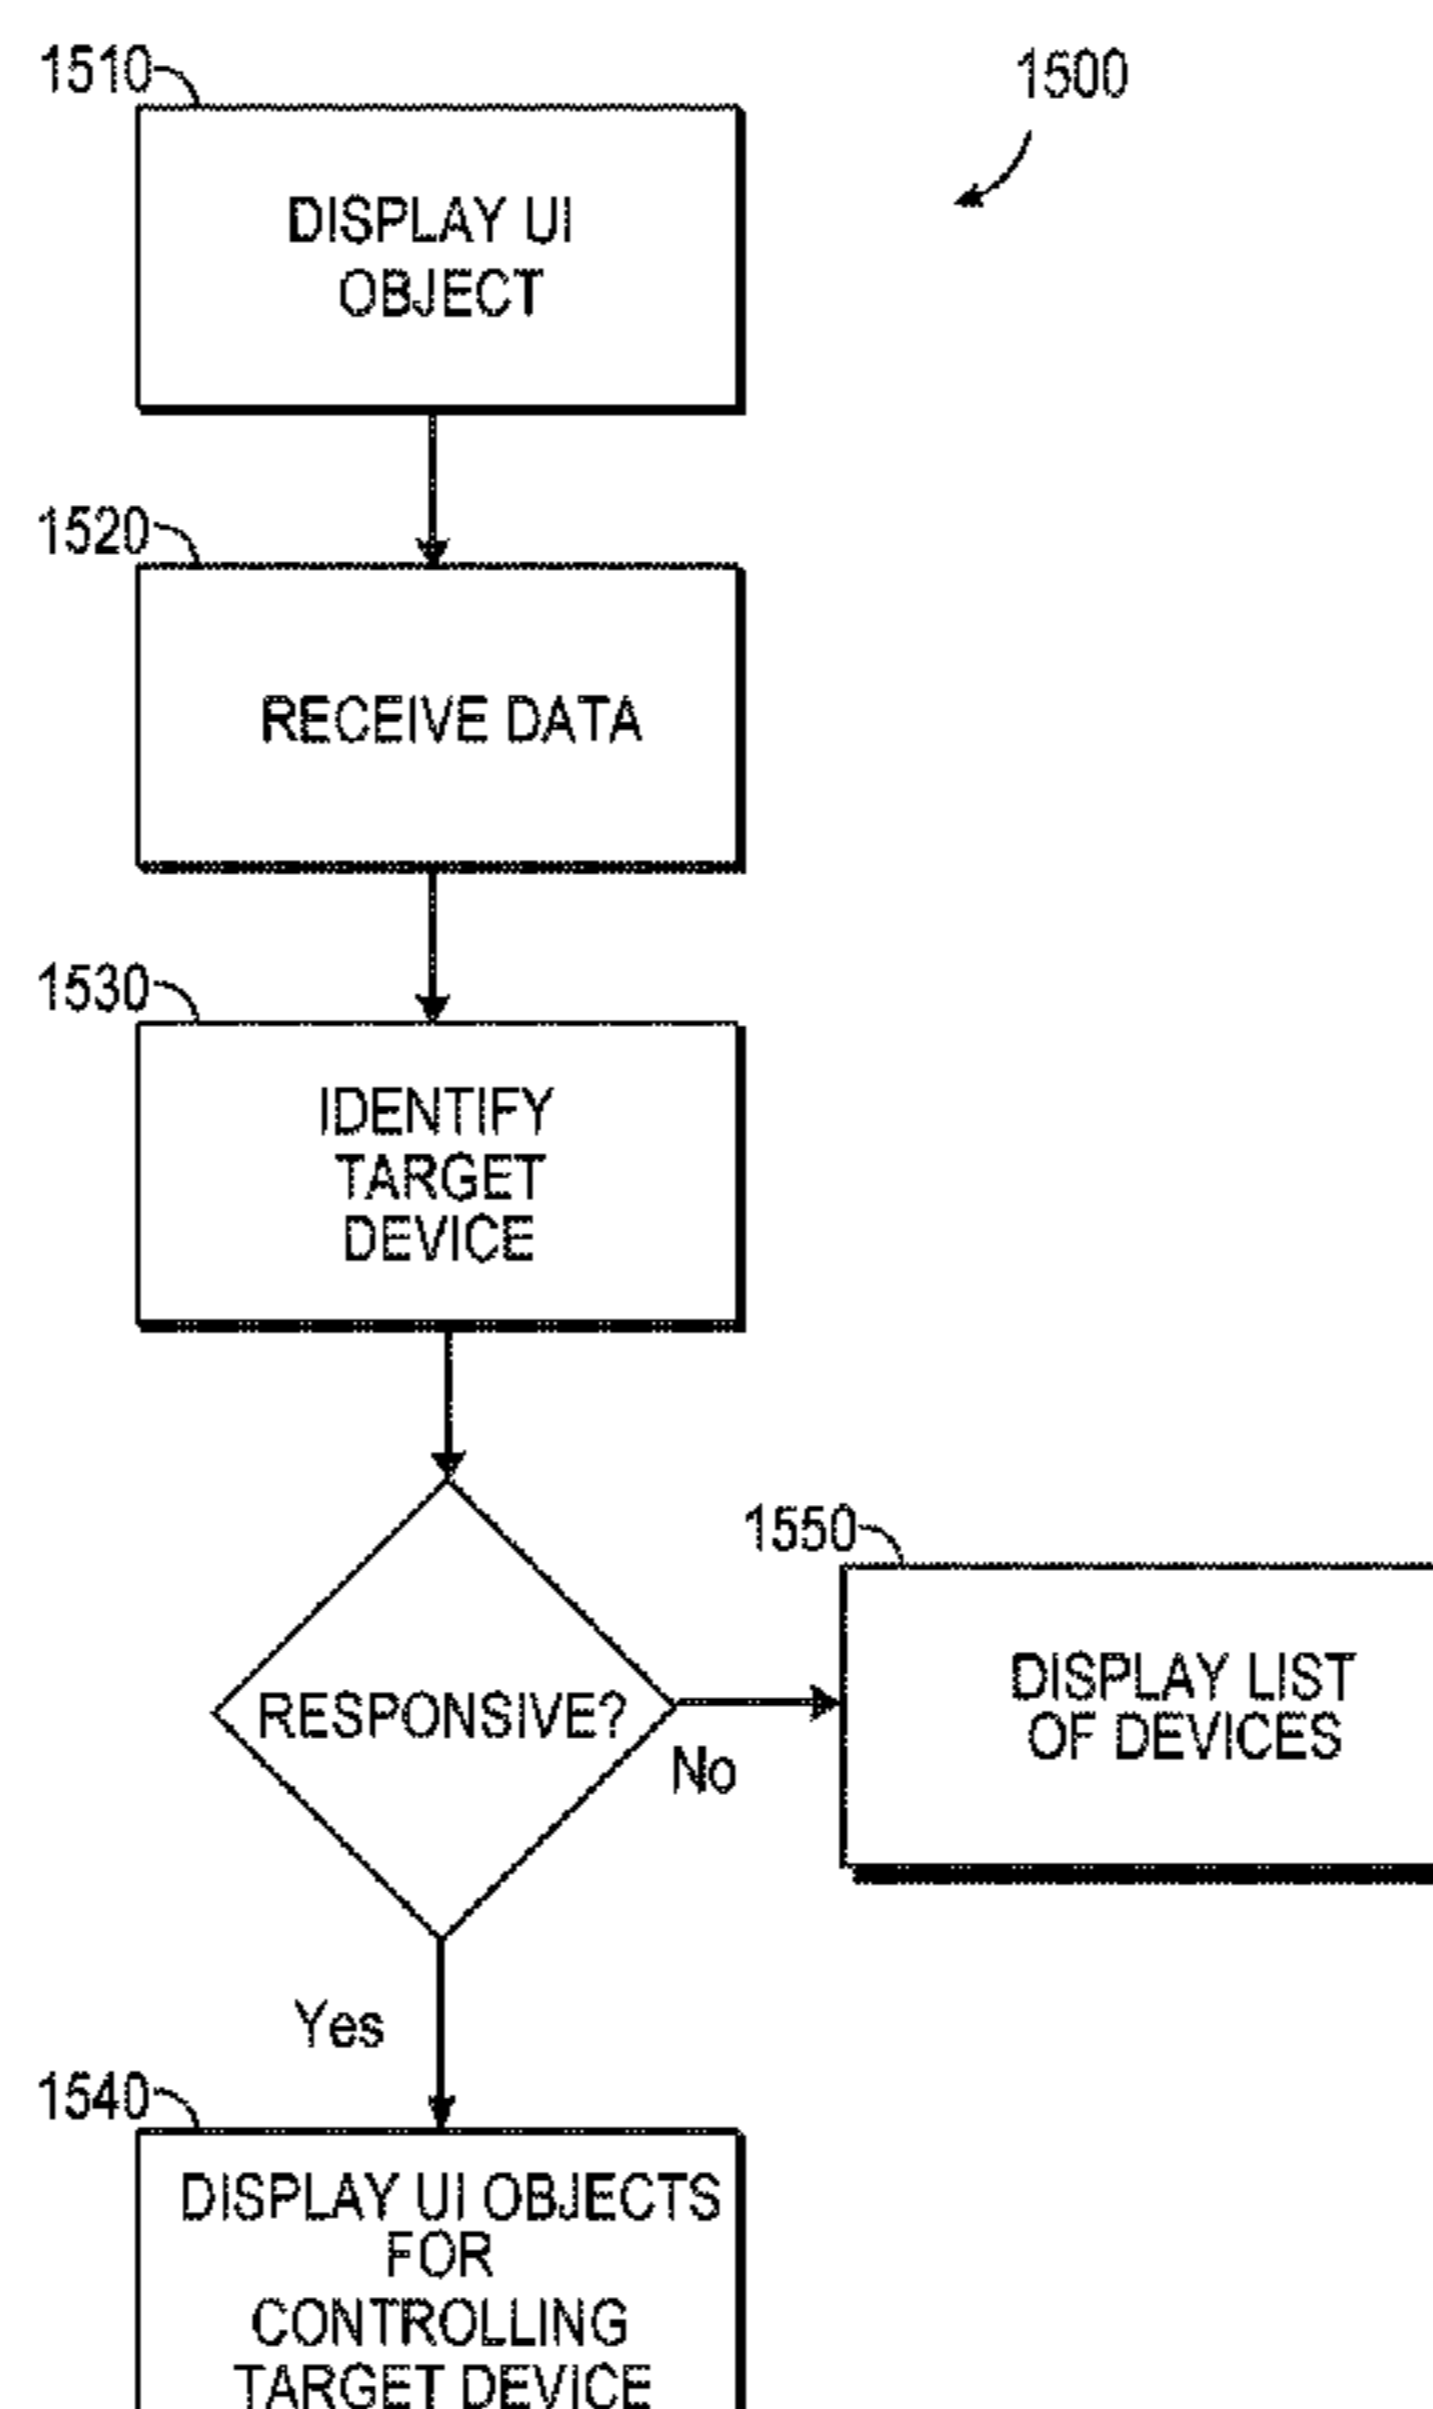 1510
1500
DISPLAY UI
OBJECT
1520
RECEIVE DATA
1530
IDENTIFY
TARGET
DEVICE
1550
RESPONSIVE?
DISPLAY LIST
OF DEVICES
No
Yes
1540
DISPLAY UI OBJECTS
FOR
CONTROLLING
TARGET DEVICE